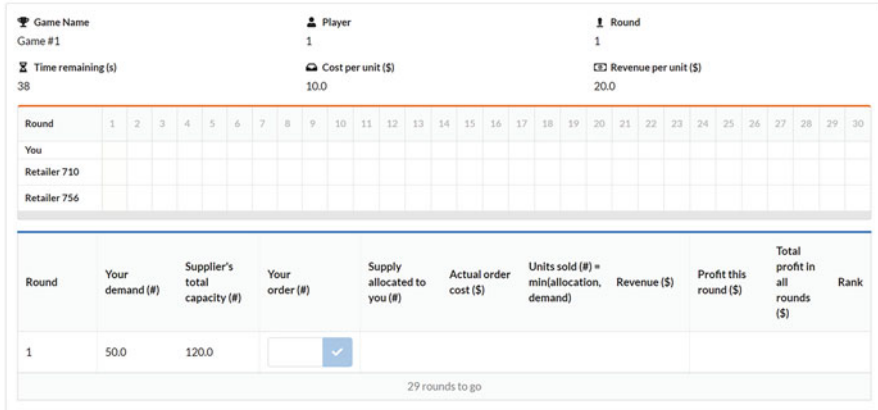 Game Name
Player
Round
Game #1
1
1
Time remaining (s)
Cost per unit ($)
Revenue per unit ($)
38
10.0
20.0
Round 1 2 3 4 5 6 7 8 9 10 11 12 13 14 15 16 17 18 19 20 21 22 23 24 25 26 27 28 29 30
You
Retailer 710
Retailer 756
Round
Your
demand (#)
Supplier's
total
capacity (#)
Your
order (#)
Supply
allocated to
you (#)
Actual order
cost ($)
Units sold (#) =
min(allocation,
demand)
Revenue ($)
Profit this
round ($)
Total
profit in
all
rounds
($)
Rank
1 50.0 120.0
29 rounds to go